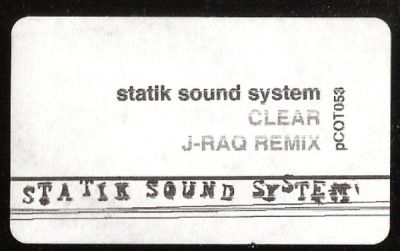 statik sound system
CLEAR
J-RAQ REMIX
pCOT053
STATIK SOUND SYSTEM